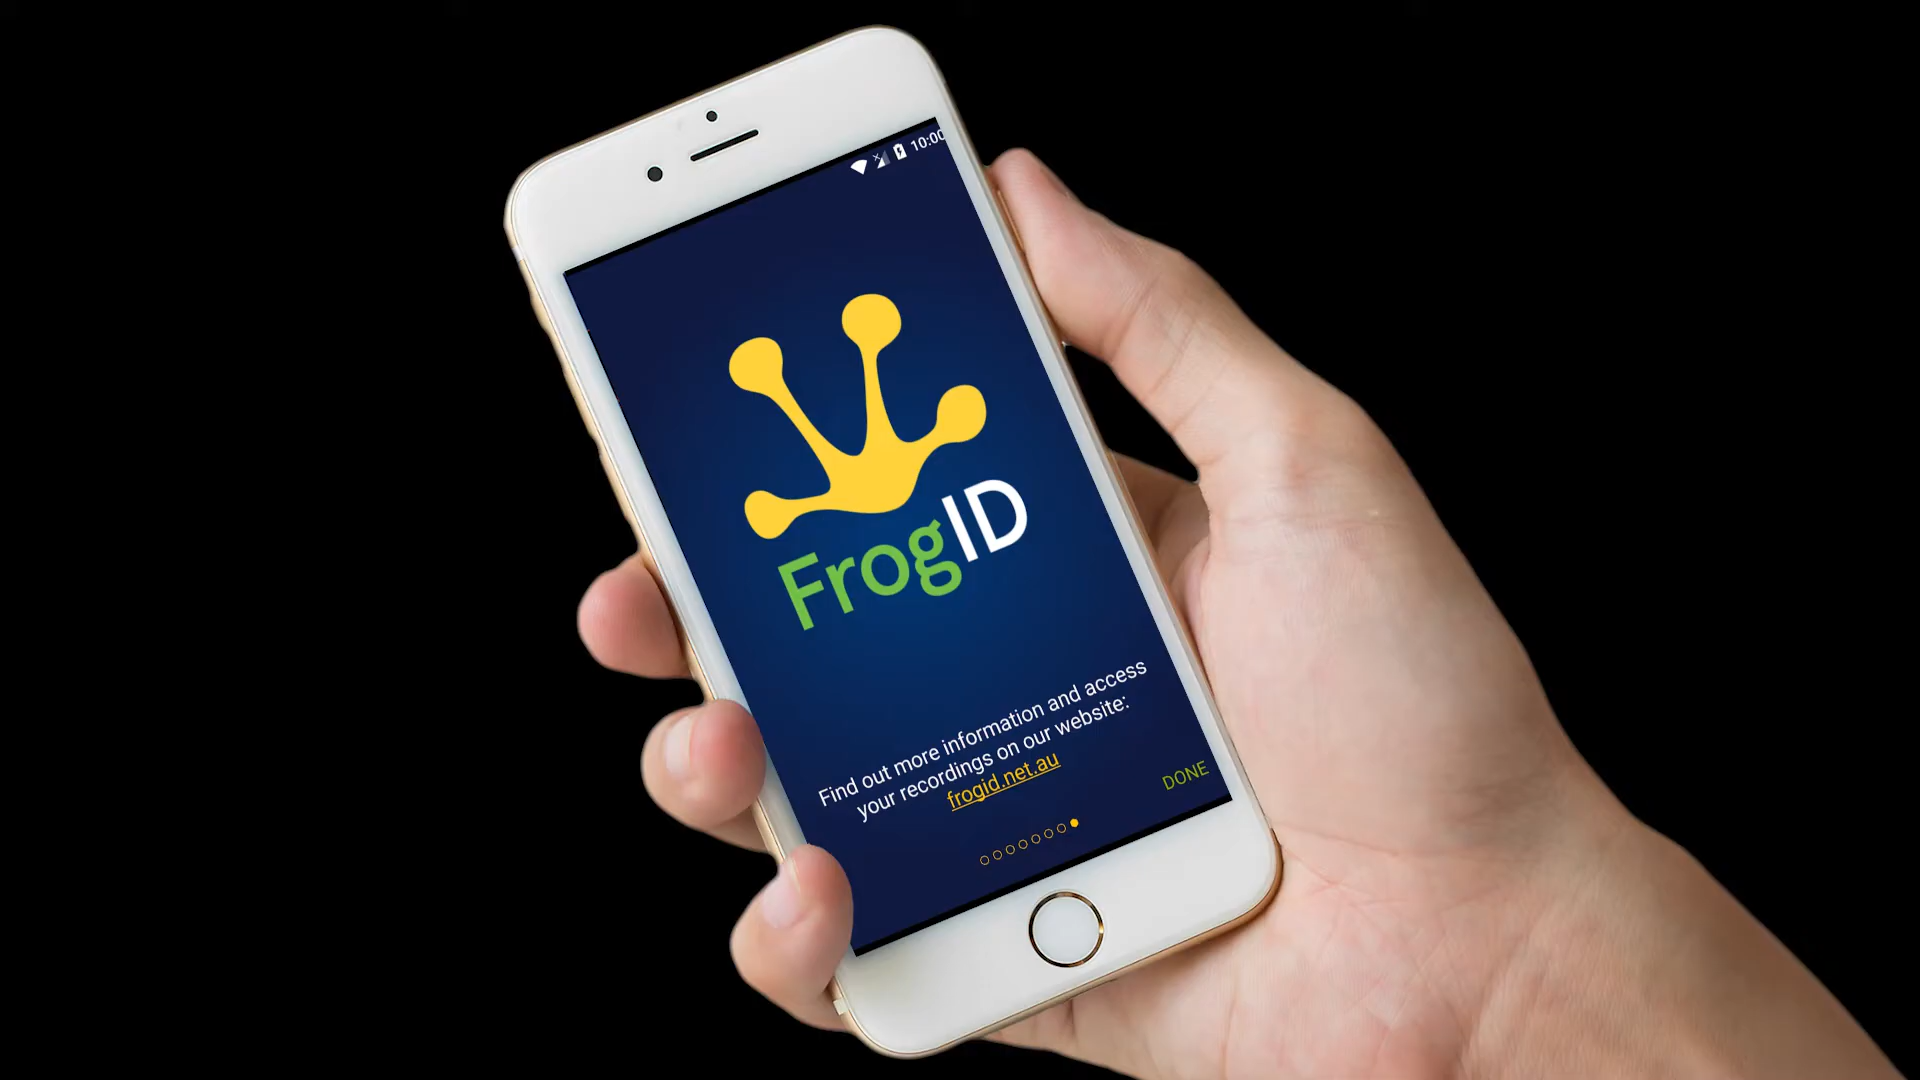 10:00
FrogID
Find out more information and access
your recordings on our website:
frogid.net.au
DONE